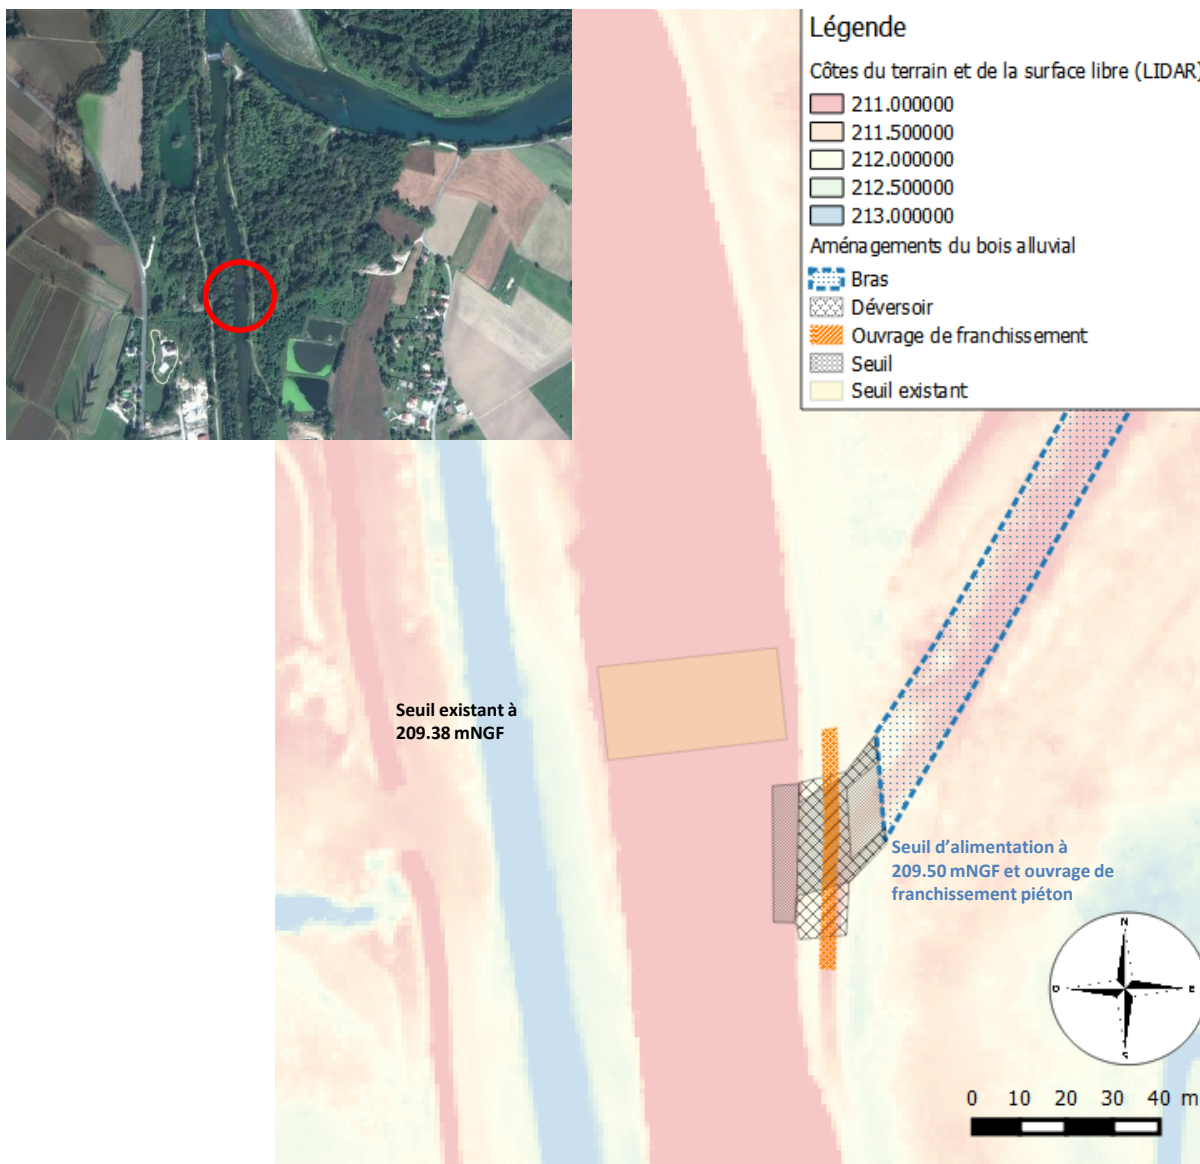 Légende
Côtes du terrain et de la surface libre (LIDAR)
211.000000
211.500000
212.000000
212.500000
213.000000
Aménagements du bois alluvial
Bras
Déversoir
Ouvrage de franchissement
Seuil
Seuil existant
Seuil existant à
209.38 mNGF
Seuil d'alimentation à
209.50 mNGF et ouvrage de
franchissement piéton
N
O E
S
0 10 20 30 40 m